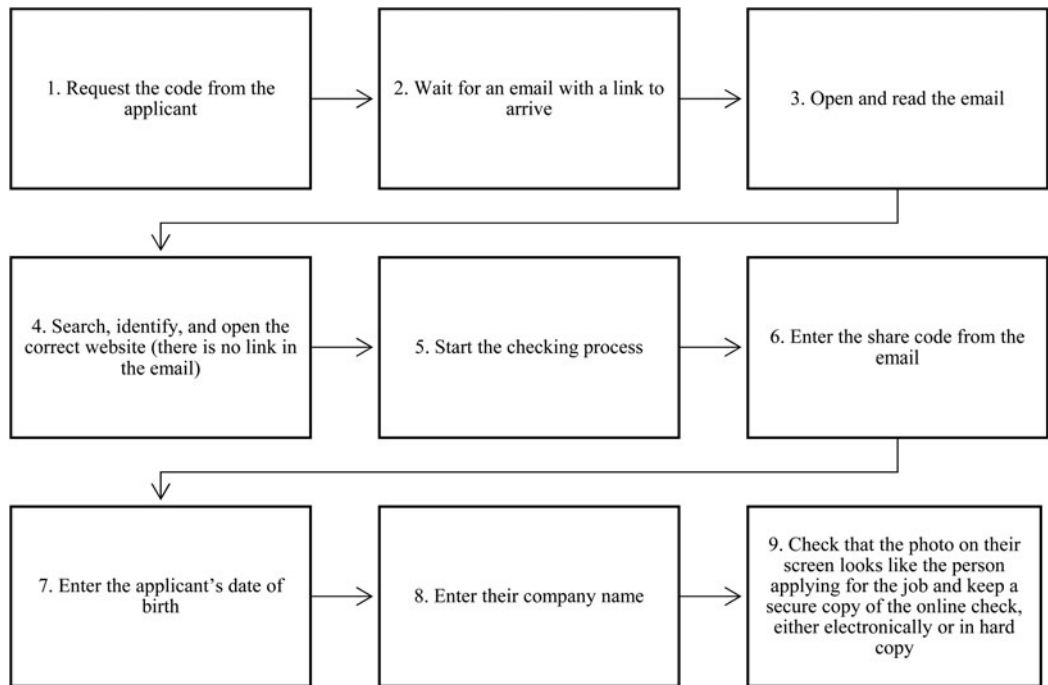 1. Request the code from the
applicant
2. Wait for an email with a link to
arrive
3. Open and read the email
4. Search, identify, and open the
correct website (there is no link in
the email)
5. Start the checking process
6. Enter the share code from the
email
7. Enter the applicant’s date of
birth
8. Enter their company name
9. Check that the photo on their
screen looks like the person
applying for the job and keep a
secure copy of the online check,
either electronically or in hard
copy